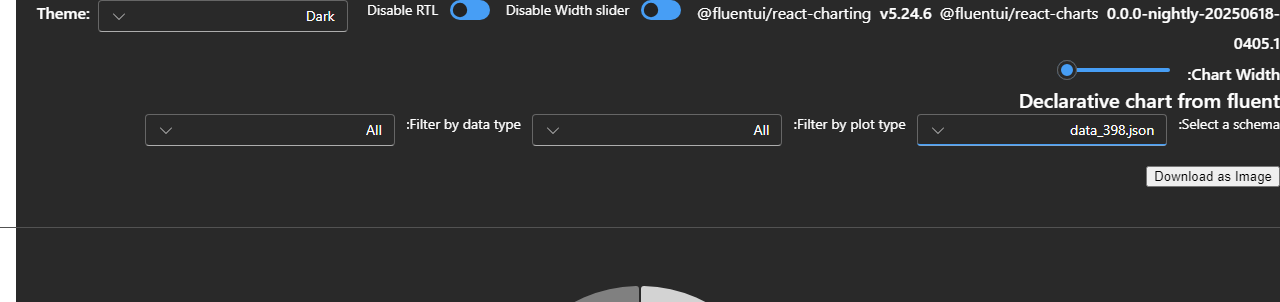 Theme: Dark Disable RTL Disable Width slider @fluentui/react-charting v5.24.6 @fluentui/react-charts 0.0.0-nightly-20250618-
0405.1
:Chart Width
Declarative chart from fluent
:Select a schema data_398.json :Filter by plot type All :Filter by data type All
Download as Image